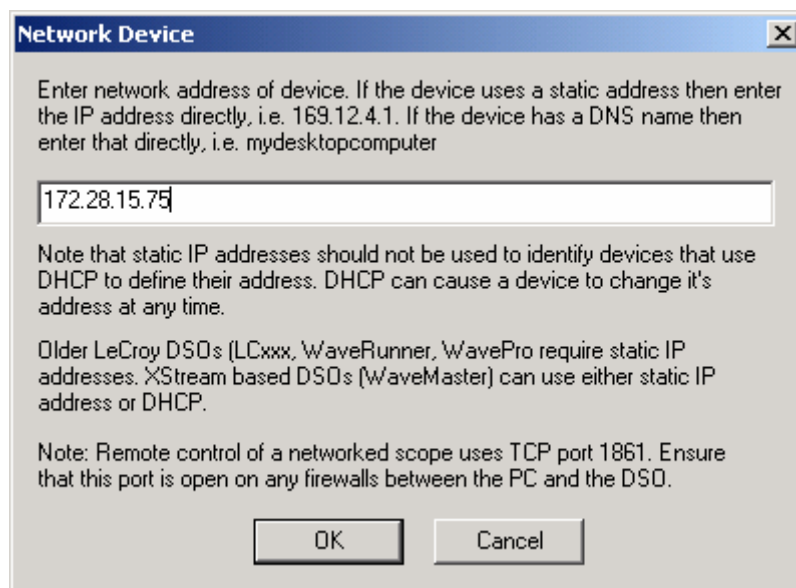 Network Device
Enter network address of device. If the device uses a static address then enter
the IP address directly, i.e. 169.12.4.1. If the device has a DNS name then
enter that directly, i.e. mydesktopcomputer
172.28.15.75
Note that static IP addresses should not be used to identify devices that use
DHCP to define their address. DHCP can cause a device to change it's
address at any time.
Older LeCroy DSOs (LCxxx, WaveRunner, WavePro require static IP
addresses. XStream based DSOs (WaveMaster) can use either static IP
address or DHCP.
Note: Remote control of a networked scope uses TCP port 1861. Ensure
that this port is open on any firewalls between the PC and the DSO.
OK
Cancel